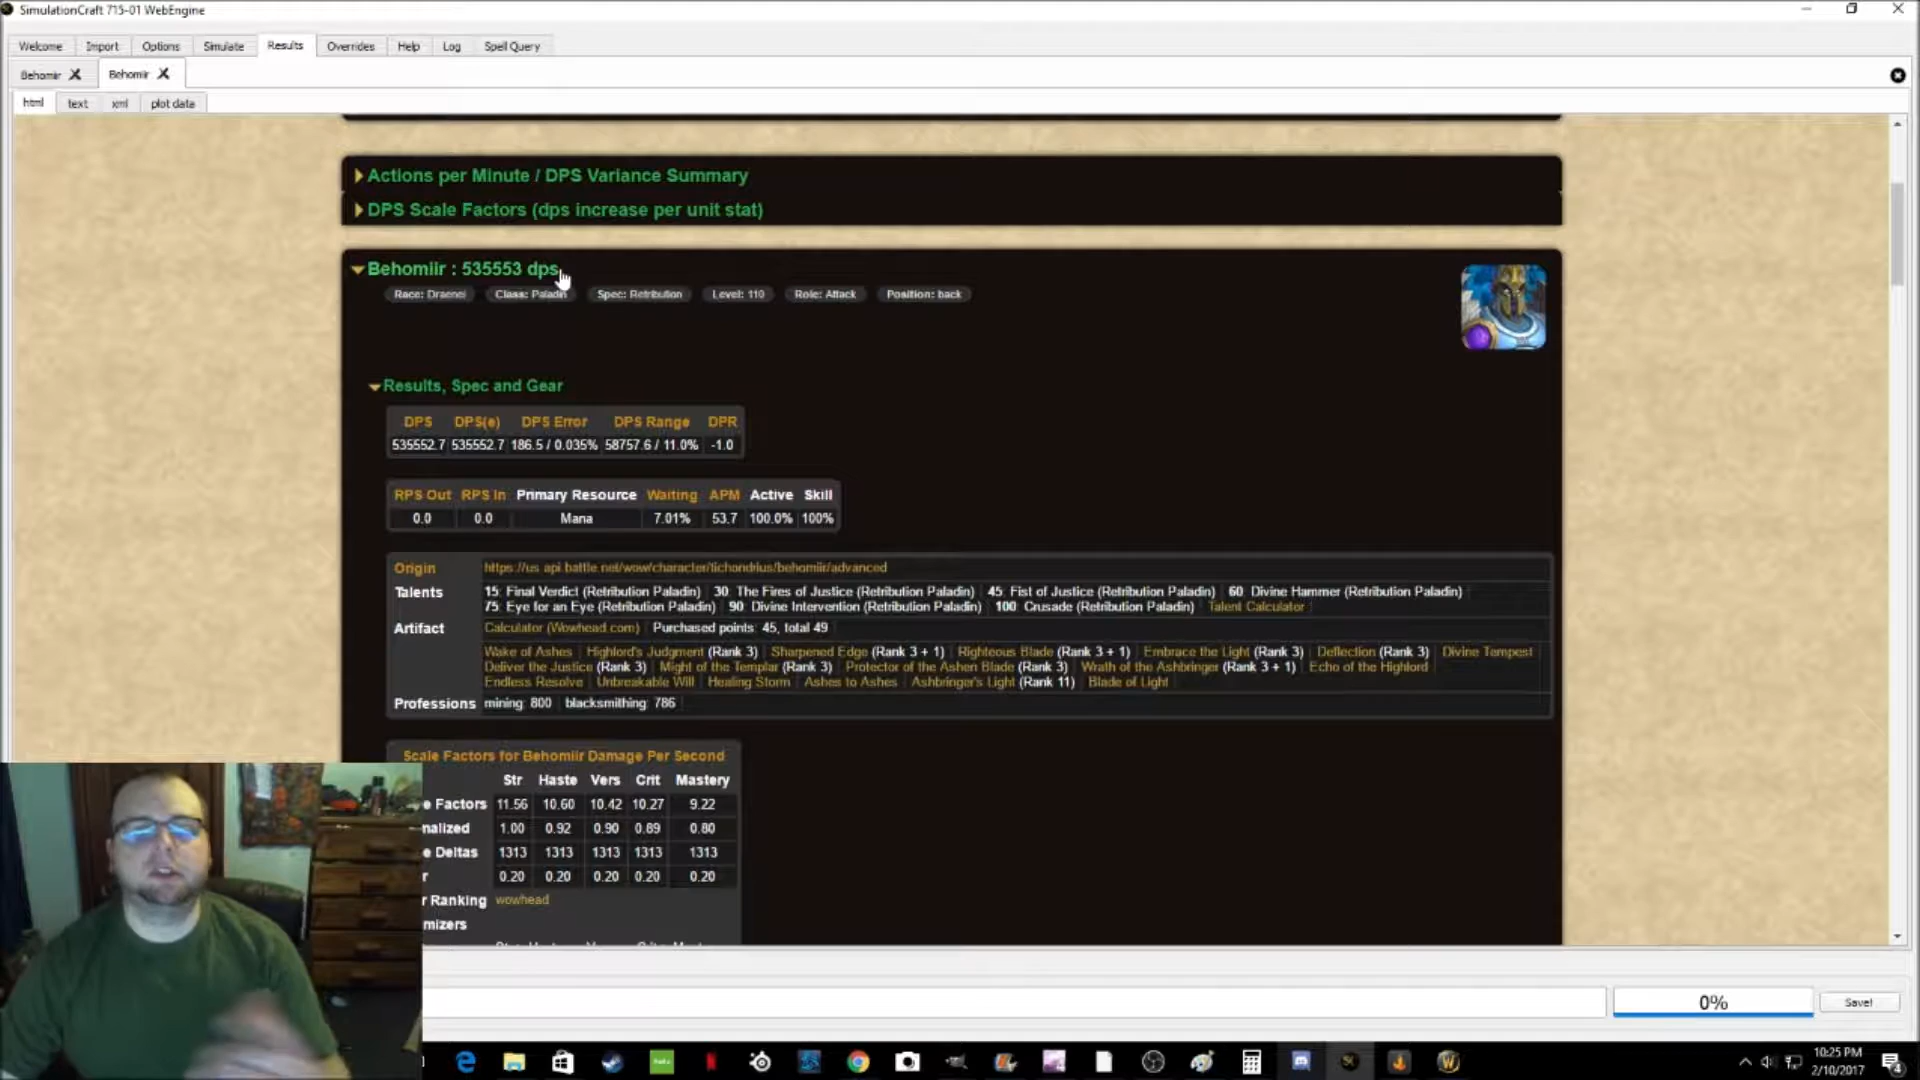 SimulationCraft 715-01 WebEngine
Welcome Import Options Simulate Results Overrides Help Log Spell Query
Behomiir Behomiir
html text xml plot data
Actions per Minute / DPS Variance Summary
DPS Scale Factors (dps increase per unit stat)
Behomiir : 535553 dps
Race: Draenei Class: Paladin Spec: Retribution Level: 110 Role: Attack Position: back
Results, Spec and Gear
DPS DPS(e) DPS Error DPS Range DPR
535552.7 535552.7 186.5 / 0.035% 58757.6 / 11.0% -1.0
RPS Out RPS In Primary Resource Waiting APM Active Skill
0.0 0.0 Mana 7.01% 53.7 100.0% 100%
Origin https://us.api.battle.net/wow/character/tichondrius/behomiir/advanced
Talents 15: Final Verdict (Retribution Paladin) 30: The Fires of Justice (Retribution Paladin) 45: Fist of Justice (Retribution Paladin) 60: Divine Hammer (Retribution Paladin)
75: Eye for an Eye (Retribution Paladin) 90: Divine Intervention (Retribution Paladin) 100: Crusade (Retribution Paladin) Talent Calculator
Artifact Calculator (Wowhead.com) Purchased points: 45, total 49
Wake of Ashes Highlord's Judgment (Rank 3) Sharpened Edge (Rank 3 + 1) Righteous Blade (Rank 3 + 1) Embrace the Light (Rank 3) Deflection (Rank 3) Divine Tempest
Deliver the Justice (Rank 3) Might of the Templar (Rank 3) Protector of the Ashen Blade (Rank 3) Wrath of the Ashbringer (Rank 3 + 1) Echo of the Highlord
Endless Resolve Unbreakable Will Healing Storm Ashes to Ashes Ashbringer's Light (Rank 11) Blade of Light
Professions mining: 800 blacksmithing: 786
Scale Factors for Behomiir Damage Per Second
Str Haste Vers Crit Mastery
e Factors 11.56 10.60 10.42 10.27 9.22
malized 1.00 0.92 0.90 0.89 0.80
e Deltas 1313 1313 1313 1313 1313
r 0.20 0.20 0.20 0.20 0.20
r Ranking wowhead
mizers
0% Save!
10:25 PM
2/10/2017